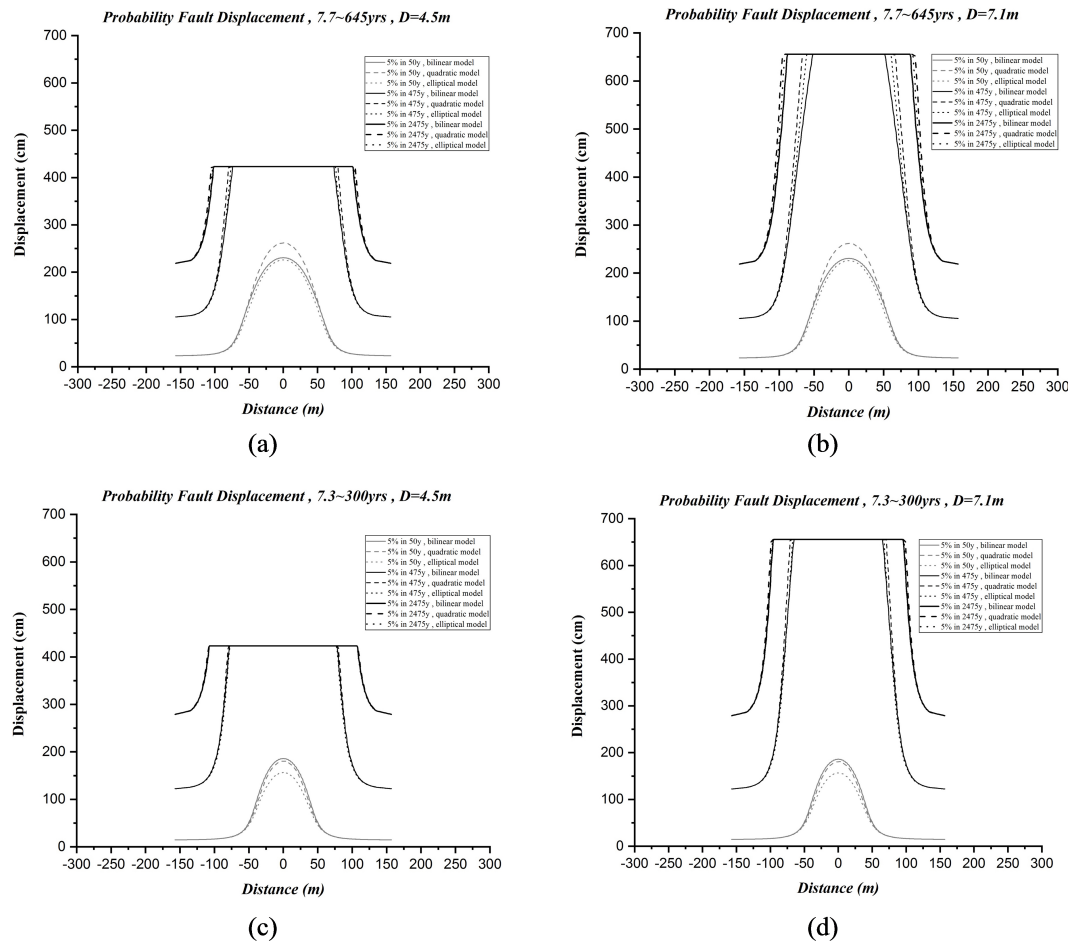 Probability Fault Displacement , 7.7~645yrs , D=4.5m
700
600
500
400
300
200
100
0
Displacement (cm)
5% in 50y , bilinear model
5% in 50y, quadratic model
5% in 50y , elliptical model
5% in 475y , bilinear model
5% in 475y, quadratic model
5% in 475y , elliptical model
5% in 2475y , bilinear model
5% in 2475y , quadratic model
5% in 2475y , elliptical model
-300 -250 -200 -150 -100 -50 0 50 100 150 200 250 300
Distance (m)
(a)
Probability Fault Displacement , 7.7~645yrs , D=7.1m
700
600
500
400
300
200
100
0
Displacement (cm)
5% in 50y , bilinear model
5% in 50y , quadratic model
5% in 50y , elliptical model
5% in 475y , bilinear model
5% in 475y , quadratic model
5% in 475y , elliptical model
5% in 2475y , bilinear model
5% in 2475y , quadratic model
5% in 2475y , elliptical model
-300 -250 -200 -150 -100 -50 0 50 100 150 200 250 300
Distance (m)
(b)
Probability Fault Displacement , 7.3~300yrs , D=4.5m
700
600
500
400
300
200
100
0
Displacement (cm)
5% in 50y , bilinear model
5% in 50y , quadratic model
5% in 50y , elliptical model
5% in 475y , bilinear model
5% in 475y , quadratic model
5% in 475y , elliptical model
5% in 2475y , bilinear model
5% in 2475y , quadratic model
5% in 2475y , elliptical model
-300 -250 -200 -150 -100 -50 0 50 100 150 200 250 300
Distance (m)
(c)
Probability Fault Displacement , 7.3~300yrs , D=7.1m
700
600
500
400
300
200
100
0
Displacement (cm)
5% in 50y , bilinear model
5% in 50y , quadratic model
5% in 50y , elliptical model
5% in 475y , bilinear model
5% in 475y , quadratic model
5% in 475y , elliptical model
5% in 2475y , bilinear model
5% in 2475y , quadratic model
5% in 2475y , elliptical model
-300 -250 -200 -150 -100 -50 0 50 100 150 200 250 300
Distance (m)
(d)